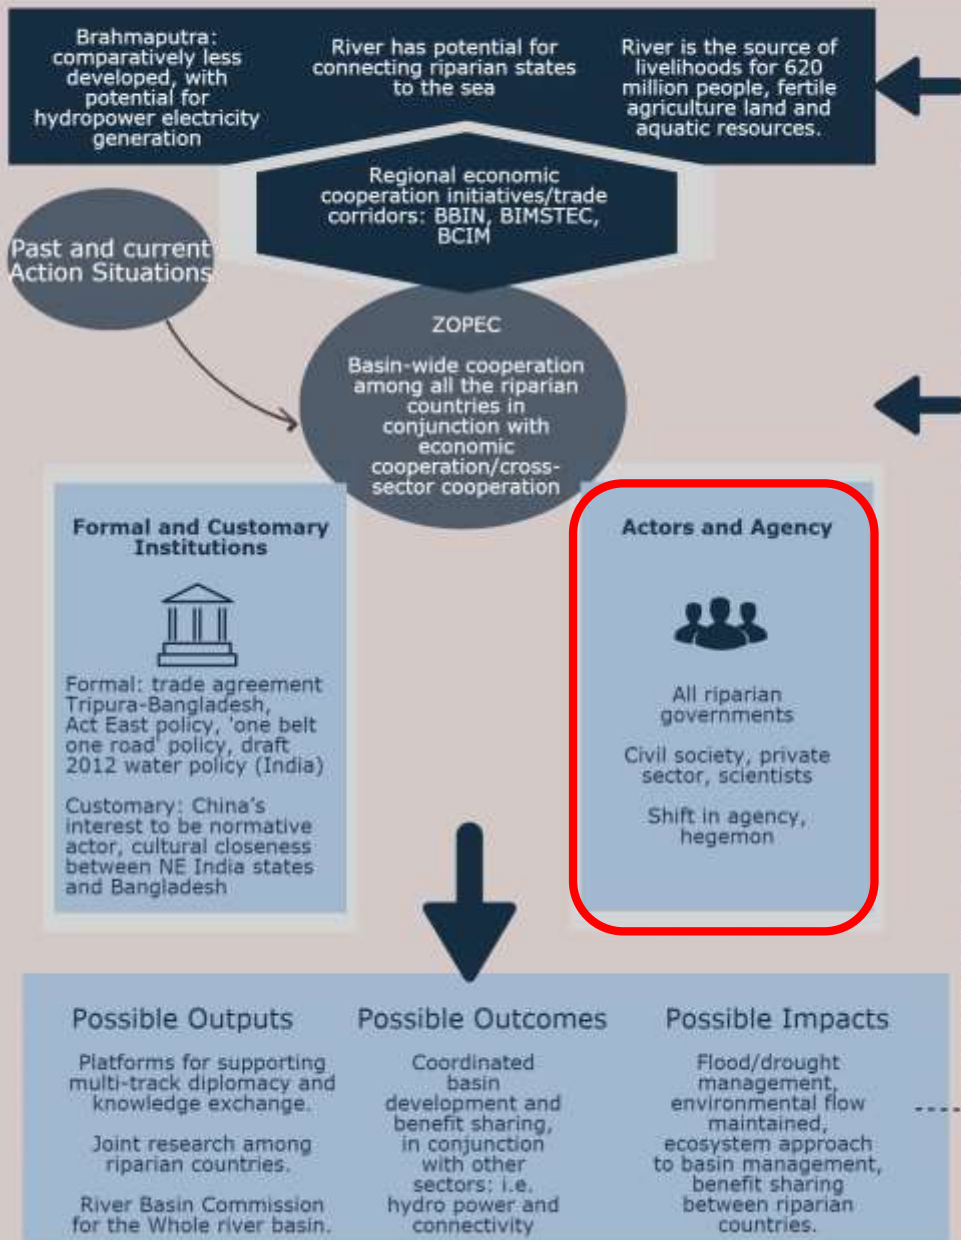 Brahmaputra:
comparatively less
developed, with
potential for
hydropower electricity
generation
River has potential for
connecting riparian states
to the sea
River is the source of
livelihoods for 620
million people, fertile
agriculture land and
aquatic resources.
Regional economic
cooperation initiatives/trade
corridors: BBIN, BIMSTEC,
BCIM
Past and current
Action Situations
ZOPEC
Basin-wide cooperation
among all the riparian
countries in
conjunction with
economic
cooperation/cross-
sector cooperation
Formal and Customary
Institutions
Formal: trade agreement
Tripura-Bangladesh,
Act East policy, 'one belt
one road' policy, draft
2012 water policy (India)
Customary: China's
interest to be normative
actor, cultural closeness
between NE India states
and Bangladesh
Actors and Agency
All riparian
governments
Civil society, private
sector, scientists
Shift in agency,
hegemon
Possible Outputs
Platforms for supporting
multi-track diplomacy and
knowledge exchange.
Joint research among
riparian countries.
River Basin Commission
for the Whole river basin.
Possible Outcomes
Coordinated
basin
development and
benefit sharing,
in conjunction
with other
sectors: i.e.
hydro power and
connectivity
Possible Impacts
Flood/drought
management,
environmental flow
maintained,
ecosystem approach
to basin management,
benefit sharing
between riparian
countries.